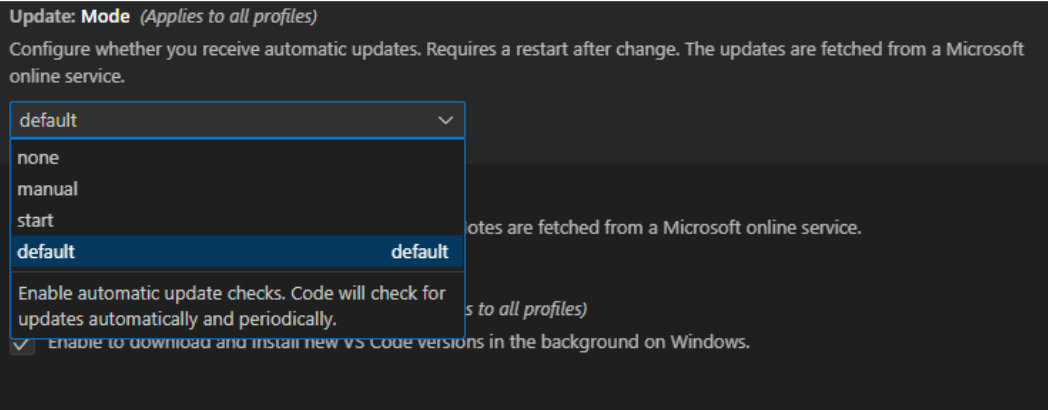 Update: Mode (Applies to all profiles)
Configure whether you receive automatic updates. Requires a restart after change. The updates are fetched from a Microsoft
online service.
default
none
manual
start
otes are fetched from a Microsoft online service.
default default
Enable automatic update checks. Code will check for
s to all profiles)
updates automatically and periodically.
Enable to download and install new VS Code versions in the background on Windows.